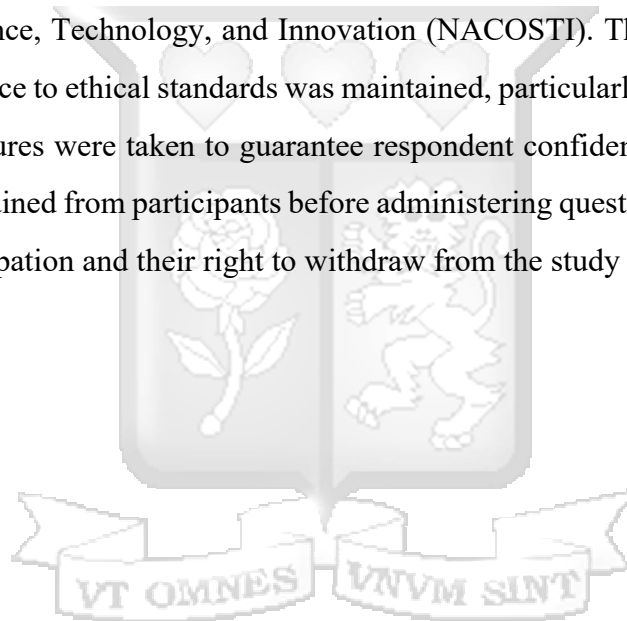 nce, Technology, and Innovation (NACOSTI). Th
ce to ethical standards was maintained, particularl
ures were taken to guarantee respondent confiden
ined from participants before administering quest
pation and their right to withdraw from the study
VT OMNES VNVM SINT